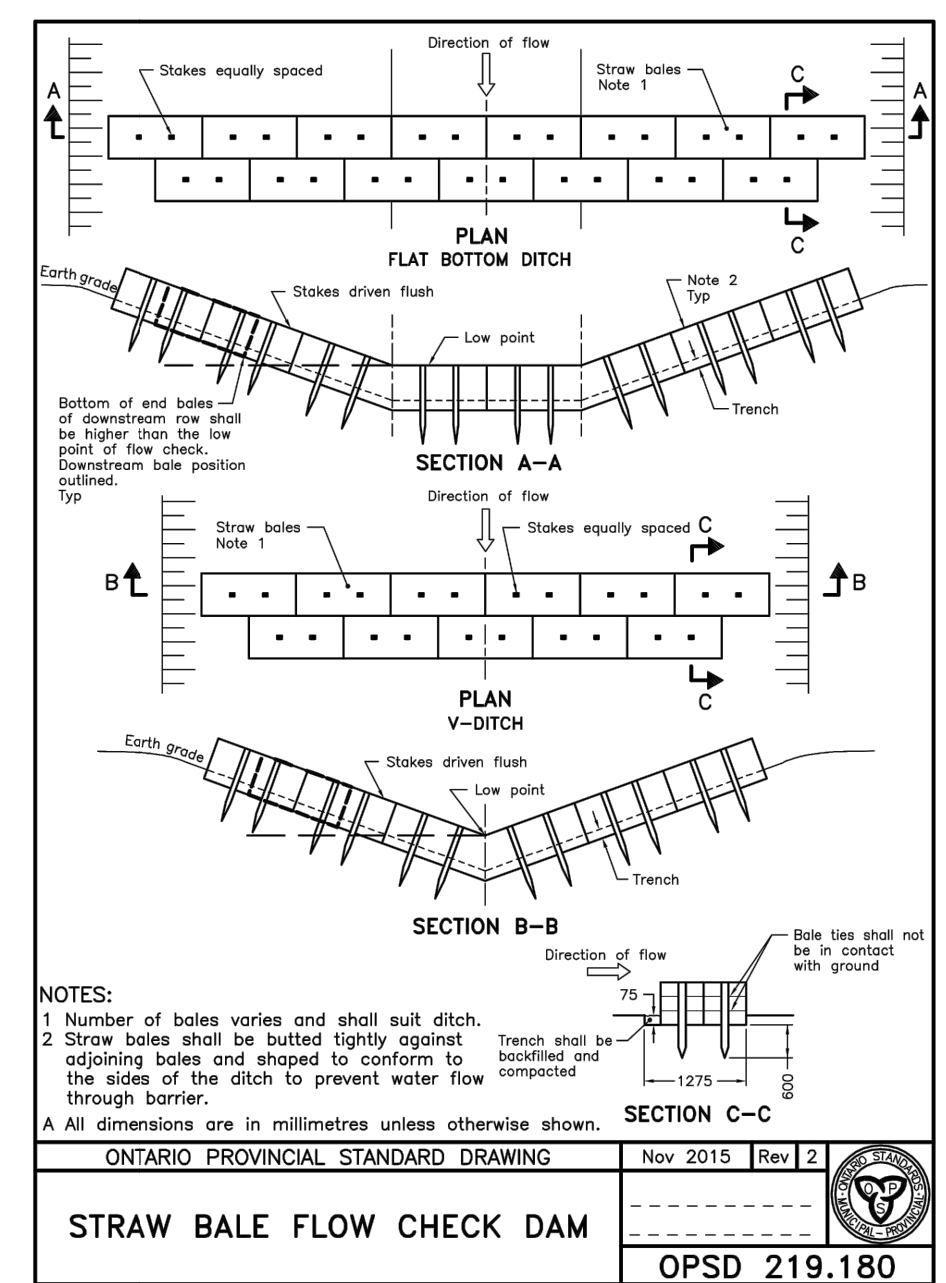 Direction of flow
Stakes equally spaced
Straw bales
Note 1
C
A
A
C
PLAN
FLAT BOTTOM DITCH
Earth grade
Stakes driven flush
Note 2
Typ
Low point
Trench
Bottom of end bales
of downstream row shall
be higher than the low
point of flow check.
Downstream bale position
outlined.
Typ
SECTION A-A
Direction of flow
Straw bales
Note 1
Stakes equally spaced
C
B
B
C
PLAN
V-DITCH
Earth grade
Stakes driven flush
Low point
Trench
SECTION B-B
Direction of flow
Bale ties shall not
be in contact
with ground
75
Trench shall be
backfilled and
compacted
1275
600
SECTION C-C
NOTES:
1 Number of bales varies and shall suit ditch.
2 Straw bales shall be butted tightly against
adjoining bales and shaped to conform to
the sides of the ditch to prevent water flow
through barrier.
A All dimensions are in millimetres unless otherwise shown.
ONTARIO PROVINCIAL STANDARD DRAWING
Nov 2015
Rev 2
STRAW BALE FLOW CHECK DAM
OPSD 219.180
ONTARIO STANDARDS
MUNICIPAL-PROVINCIAL
O P
S